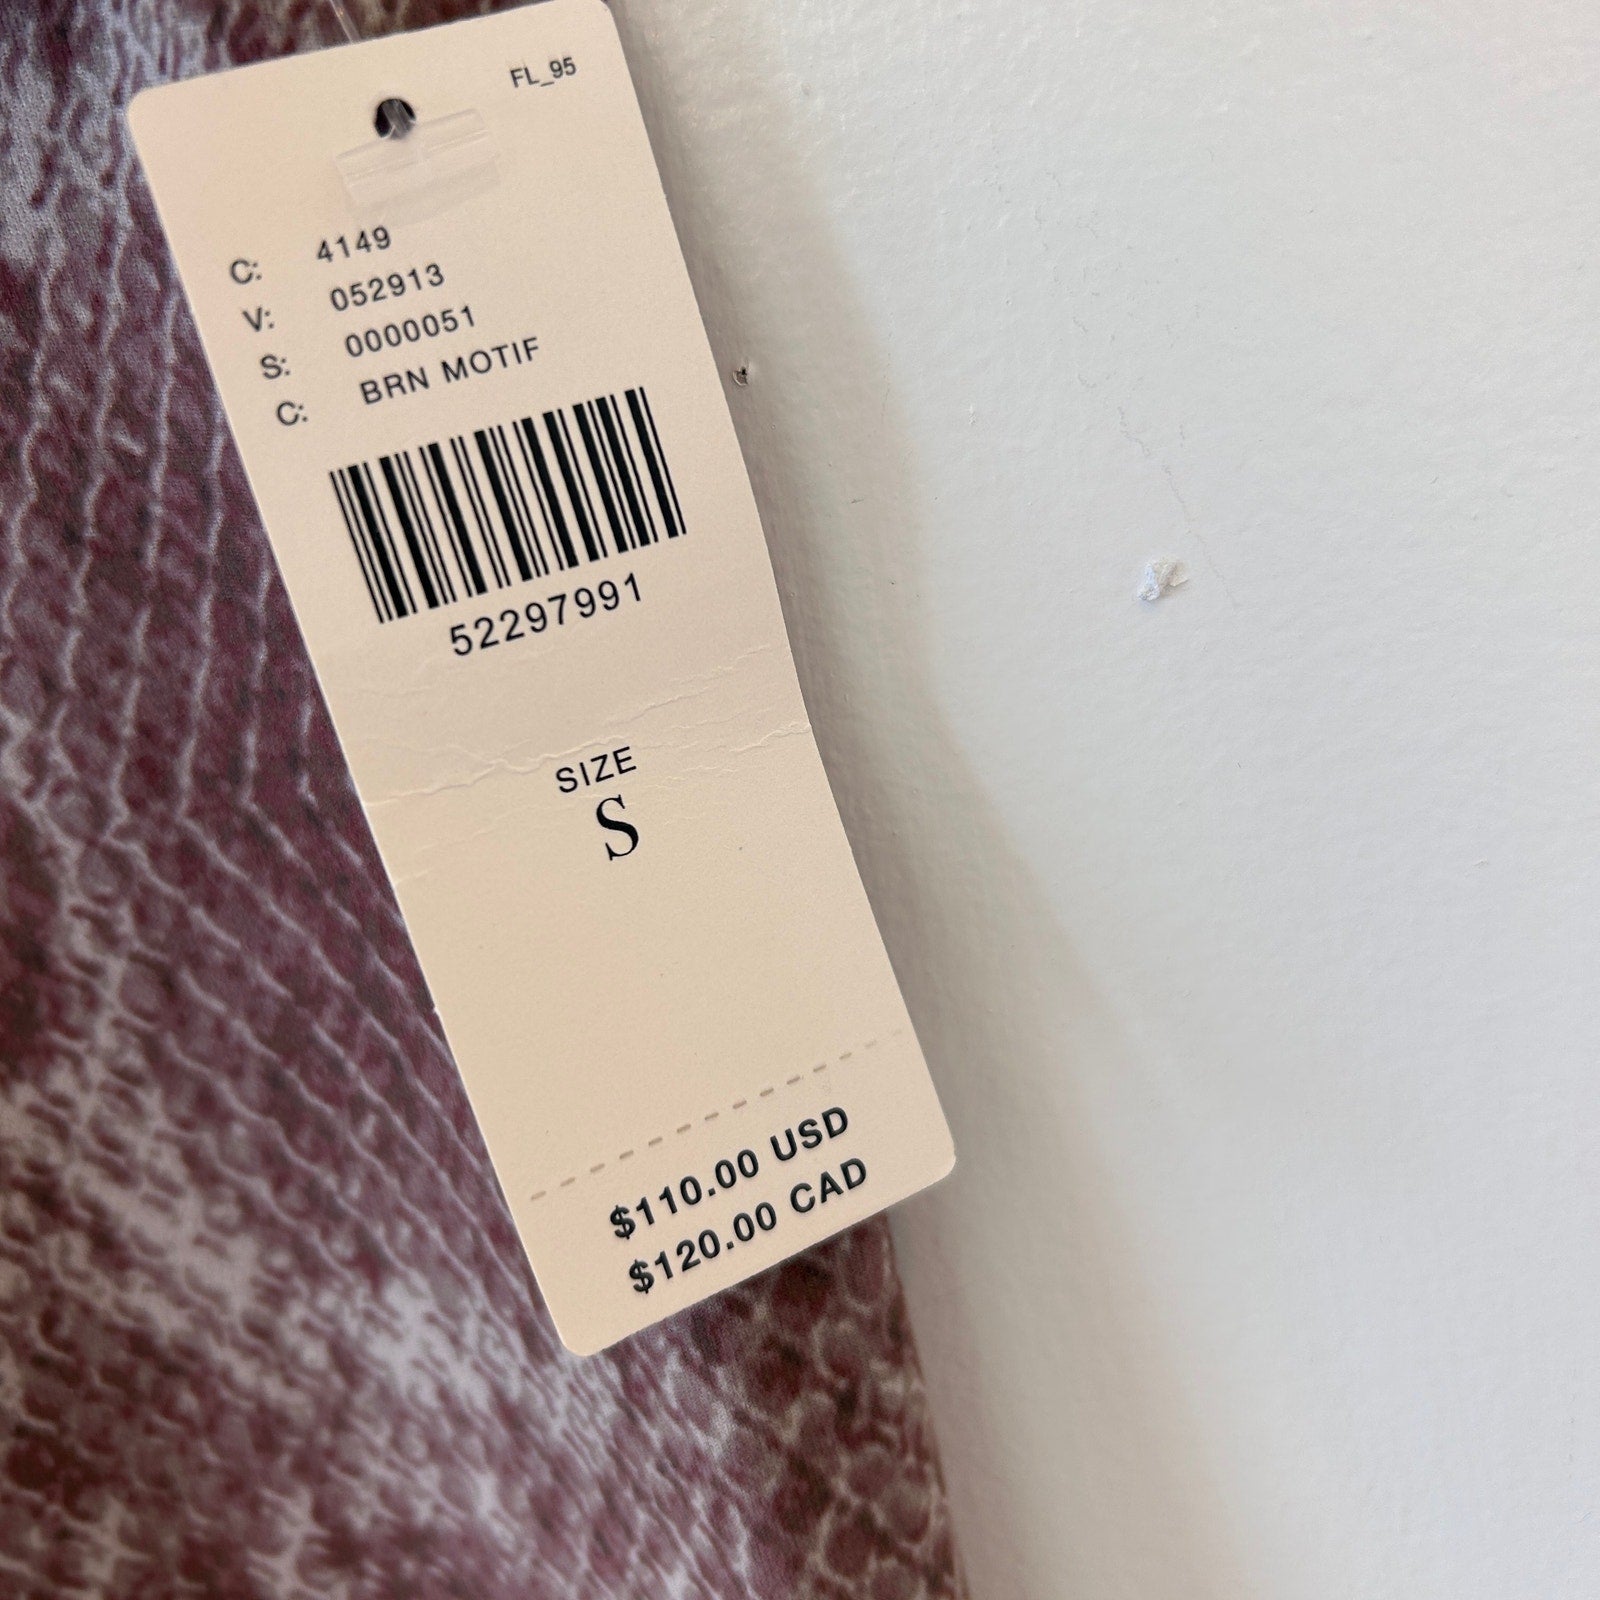 FL_95
C: 4149
V: 052913
S: 0000051
C: BRN MOTIF
52297991
SIZE
S
$110.00 USD
$120.00 CAD